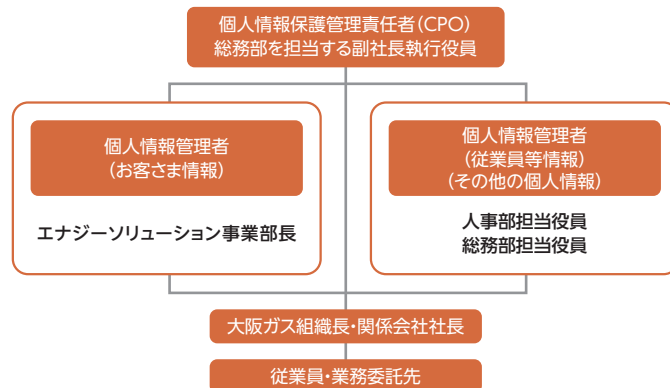 個人情報保護管理責任者(CPO)
総務部を担当する副社長執行役員
個人情報管理者
(お客さま情報)
エナジーソリューション事業部長
個人情報管理者
(従業員等情報)
(その他の個人情報)
人事部担当役員
総務部担当役員
大阪ガス組織長・関係会社社長
従業員・業務委託先